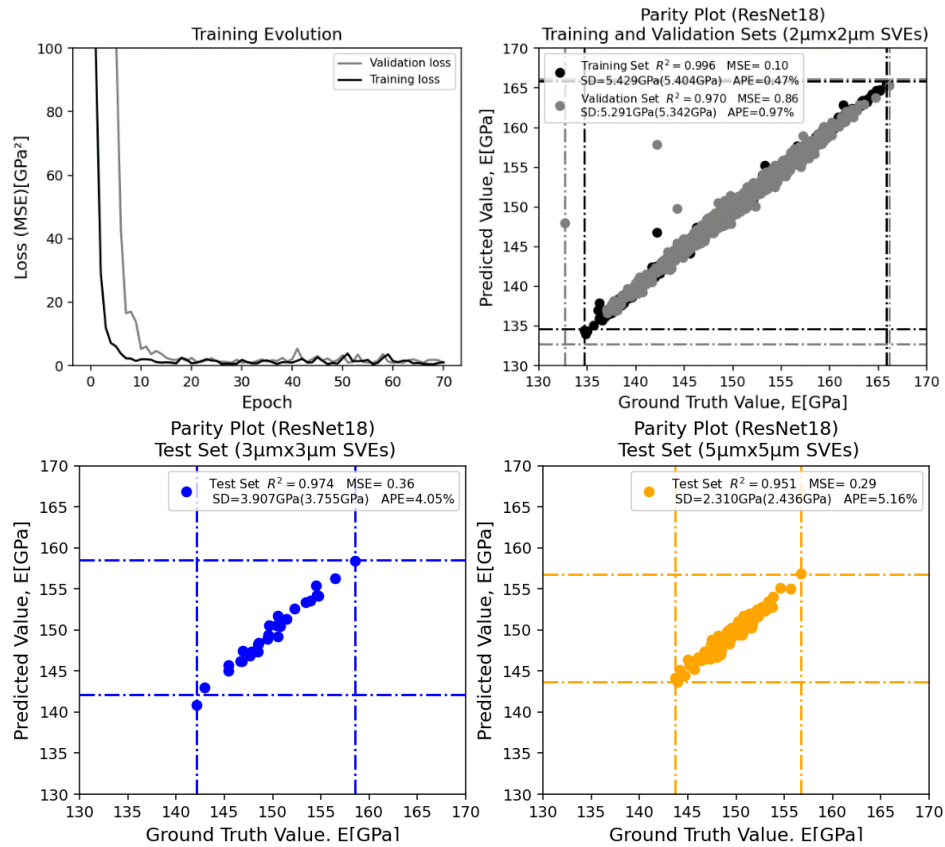 Training Evolution
Validation loss
Training loss
100
80
60
40
20
0
Loss (MSE)[GPa²]
0 10 20 30 40 50 60 70
Epoch
Parity Plot (ResNet18)
Training and Validation Sets (2μmx2μm SVEs)
Training Set R² = 0.996 MSE= 0.10
SD=5.429GPa(5.404GPa) APE=0.47%
Validation Set R² = 0.970 MSE= 0.86
SD:5.291GPa(5.342GPa) APE=0.97%
170
165
160
155
150
145
140
135
130
Predicted Value, E[GPa]
130 135 140 145 150 155 160 165 170
Ground Truth Value, E[GPa]
Parity Plot (ResNet18)
Test Set (3μmx3μm SVEs)
Test Set R² = 0.974 MSE= 0.36
SD=3.907GPa(3.755GPa) APE=4.05%
170
165
160
155
150
145
140
135
130
Predicted Value, E[GPa]
130 135 140 145 150 155 160 165 170
Ground Truth Value, E[GPa]
Parity Plot (ResNet18)
Test Set (5μmx5μm SVEs)
Test Set R² = 0.951 MSE= 0.29
SD=2.310GPa(2.436GPa) APE=5.16%
170
165
160
155
150
145
140
135
130
Predicted Value, E[GPa]
130 135 140 145 150 155 160 165 170
Ground Truth Value, E[GPa]